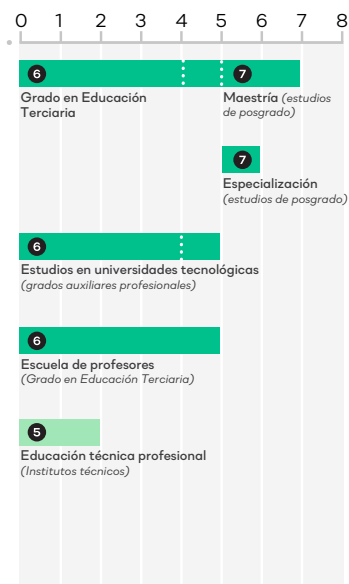 0 1 2 3 4 5 6 7 8
6 7
Grado en Educación
Terciaria
Maestría (estudios
de posgrado)
7
Especialización
(estudios de posgrado)
6
Estudios en universidades tecnológicas
(grados auxiliares profesionales)
6
Escuela de profesores
(Grado en Educación Terciaria)
5
Educación técnica profesional
(Institutos técnicos)